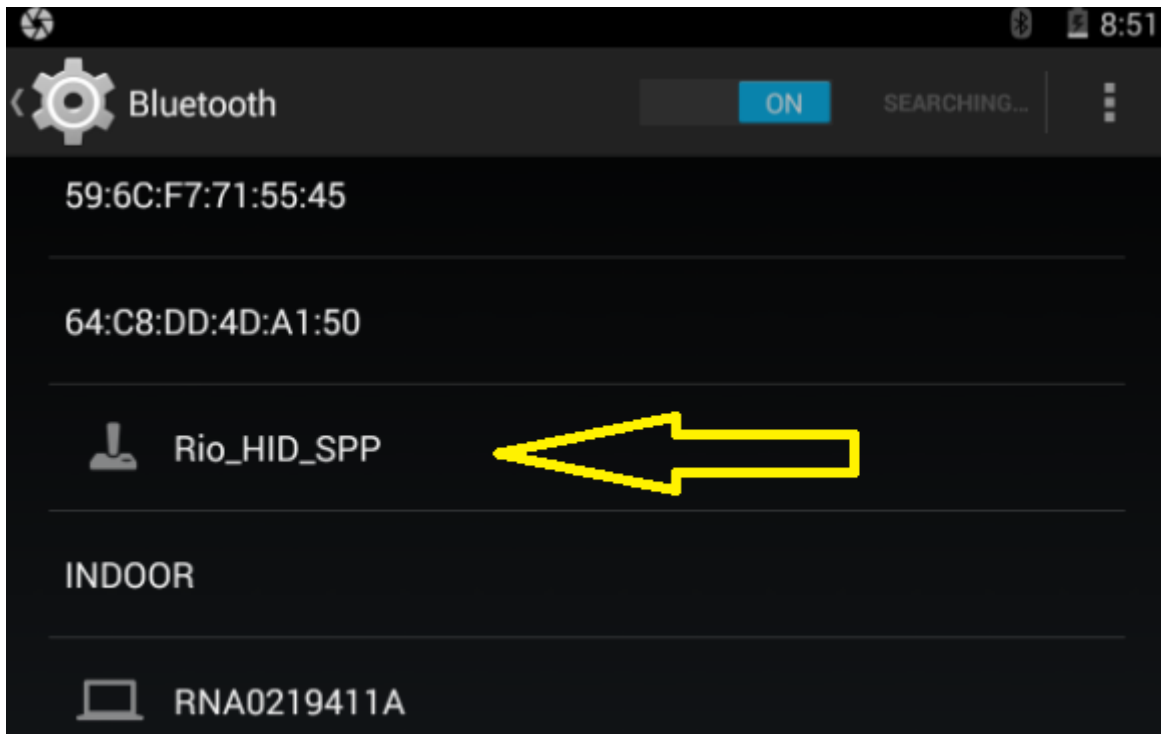 8:51
Bluetooth
ON
SEARCHING...
59:6C:F7:71:55:45
64:C8:DD:4D:A1:50
Rio_HID_SPP
INDOOR
RNA0219411A